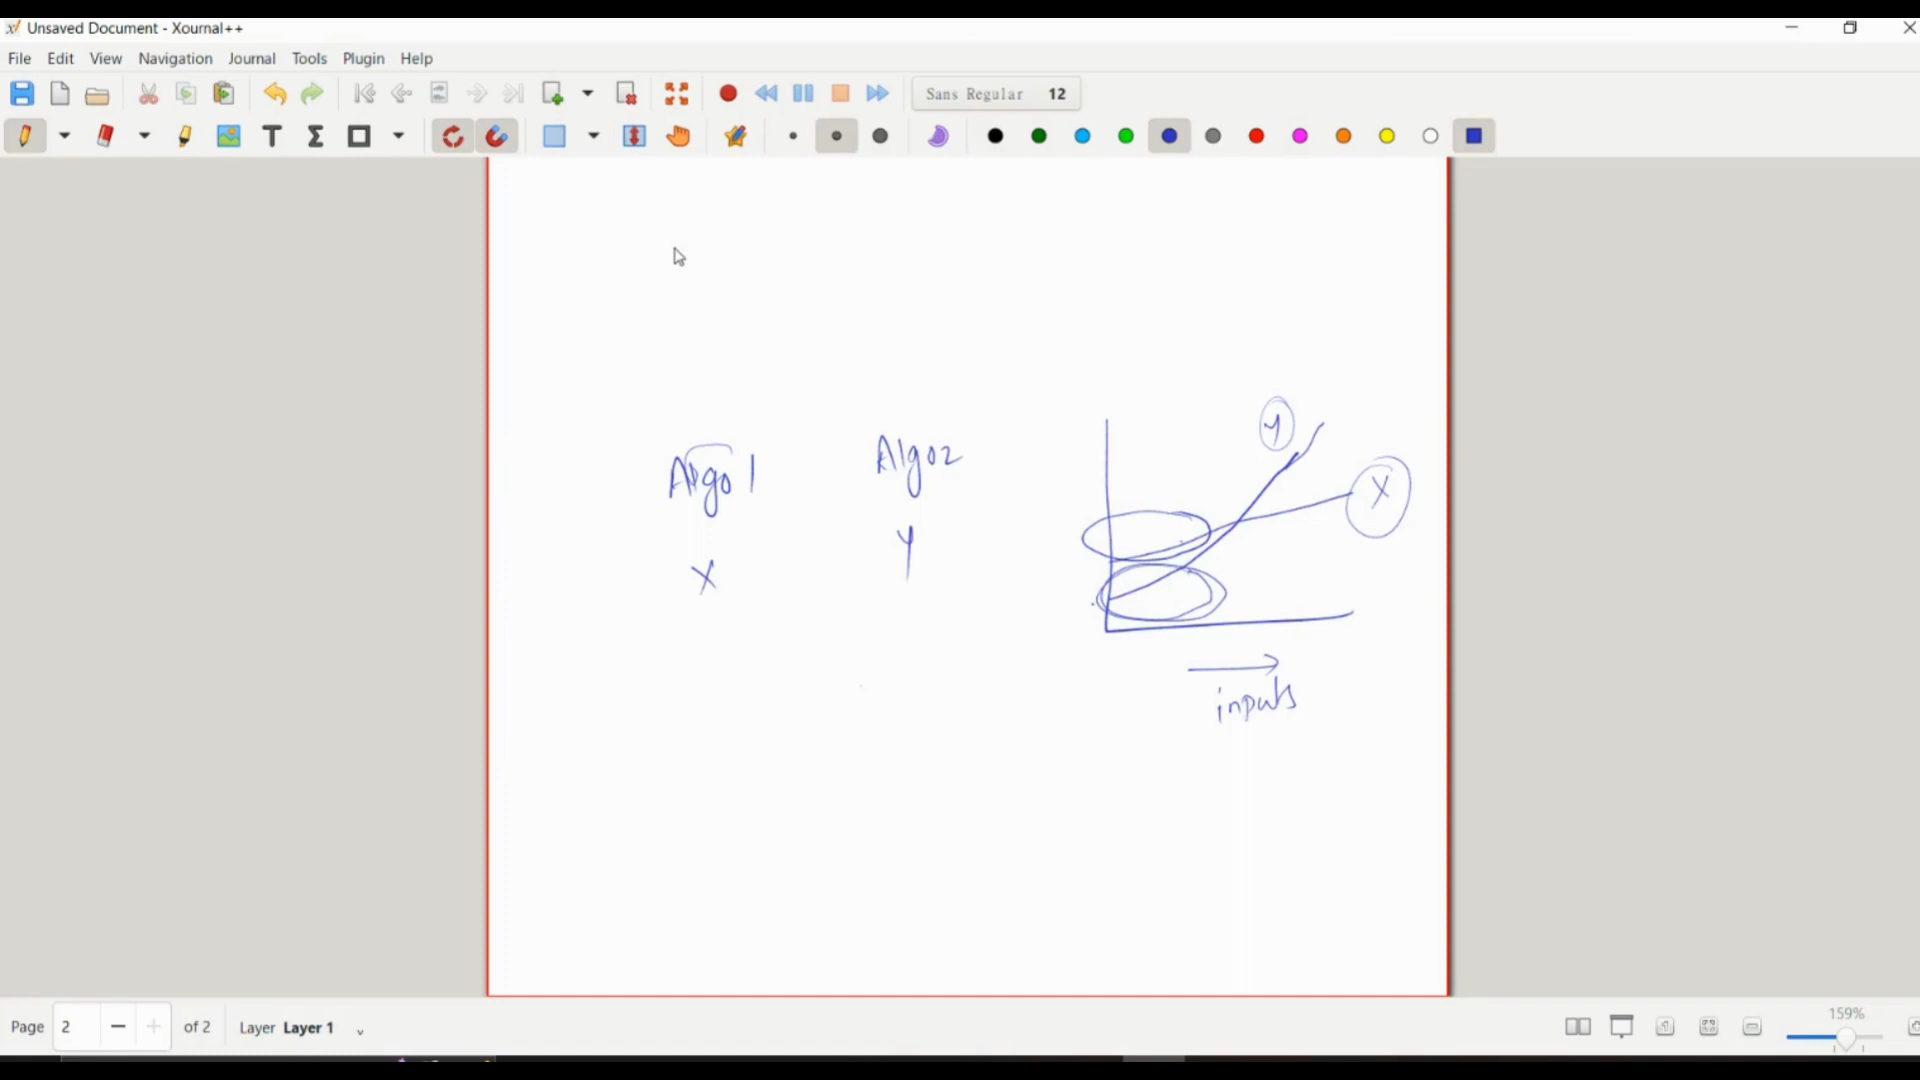 Unsaved Document - Xournal++
File Edit View Navigation Journal Tools Plugin Help
Sans Regular 12
Algo 1
Algo2
X
Y
Y
X
inputs
Page 2 of 2 Layer Layer 1
159%